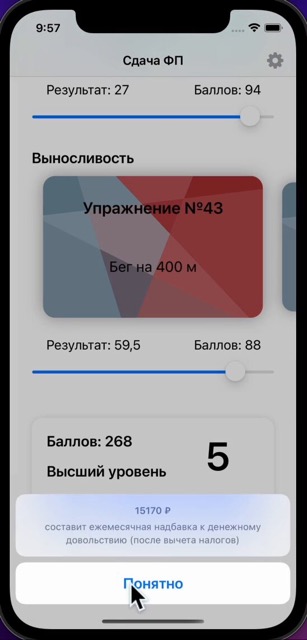 9:57
Сдача ФП
Результат: 27 Баллов: 94
Выносливость
Упражнение №43
Бег на 400 м
Результат: 59,5 Баллов: 88
Баллов: 268
5
Высший уровень
15170 ₽
составит ежемесячная надбавка к денежному
довольствию (после вычета налогов)
Понятно